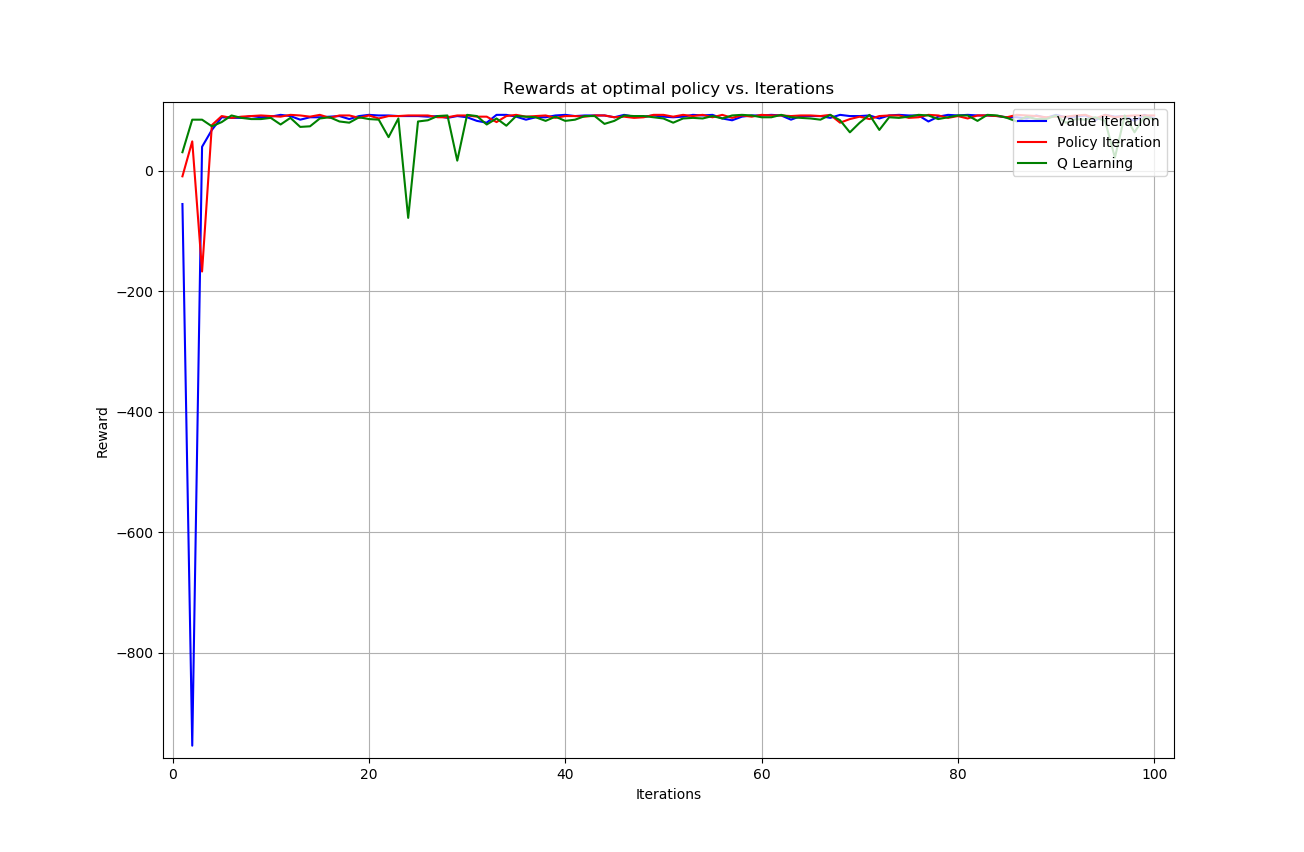 Rewards at optimal policy vs. Iterations
Value Iteration
Policy Iteration
Q Learning
0
−200
−400
−600
−800
Reward
0 20 40 60 80 100
Iterations